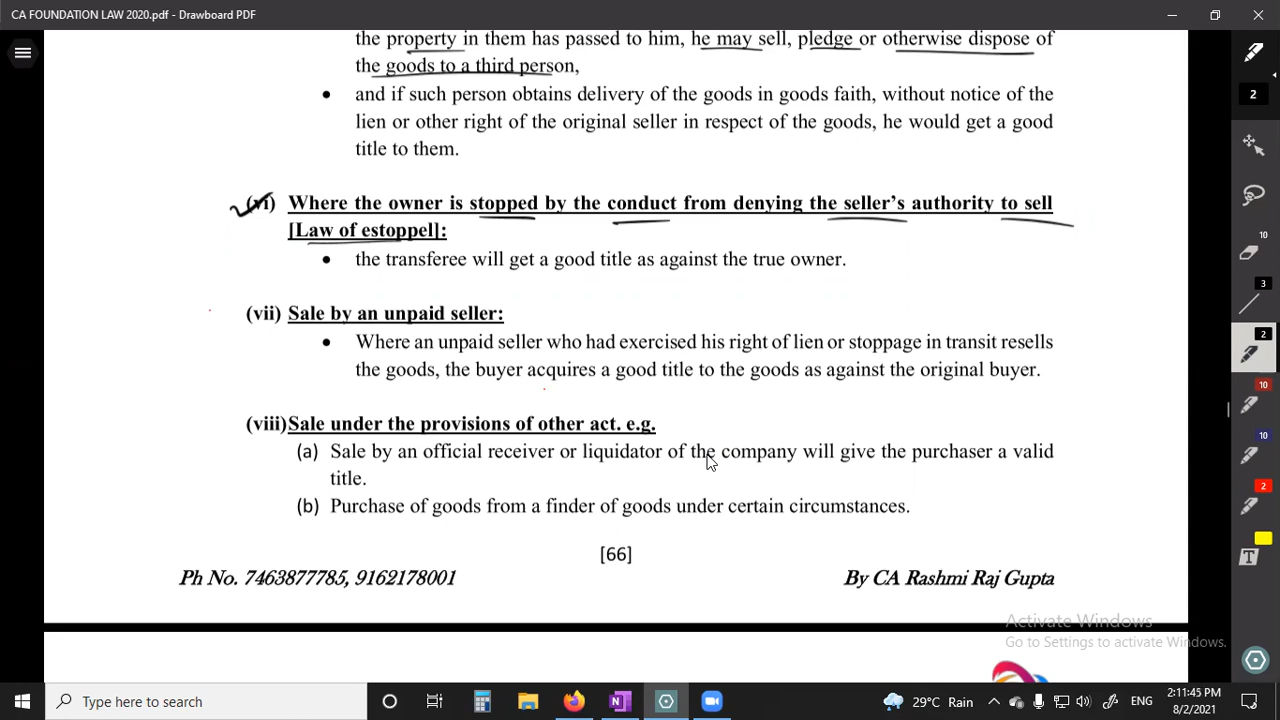 CA FOUNDATION LAW 2020.pdf - Drawboard PDF
the property in them has passed to him, he may sell, pledge or otherwise dispose of
the goods to a third person,
• and if such person obtains delivery of the goods in goods faith, without notice of the
lien or other right of the original seller in respect of the goods, he would get a good
title to them.
(vi) Where the owner is stopped by the conduct from denying the seller's authority to sell
[Law of estoppel]:
• the transferee will get a good title as against the true owner.
(vii) Sale by an unpaid seller:
• Where an unpaid seller who had exercised his right of lien or stoppage in transit resells
the goods, the buyer acquires a good title to the goods as against the original buyer.
(viii) Sale under the provisions of other act. e.g.
(a) Sale by an official receiver or liquidator of the company will give the purchaser a valid
title.
(b) Purchase of goods from a finder of goods under certain circumstances.
[66]
Ph No. 7463877785, 9162178001 By CA Rashmi Raj Gupta
Activate Windows
Go to Settings to activate Windows.
2
10
3
2
10
10
2
T
Type here to search
29°C Rain
ENG
2:11:45 PM
8/2/2021